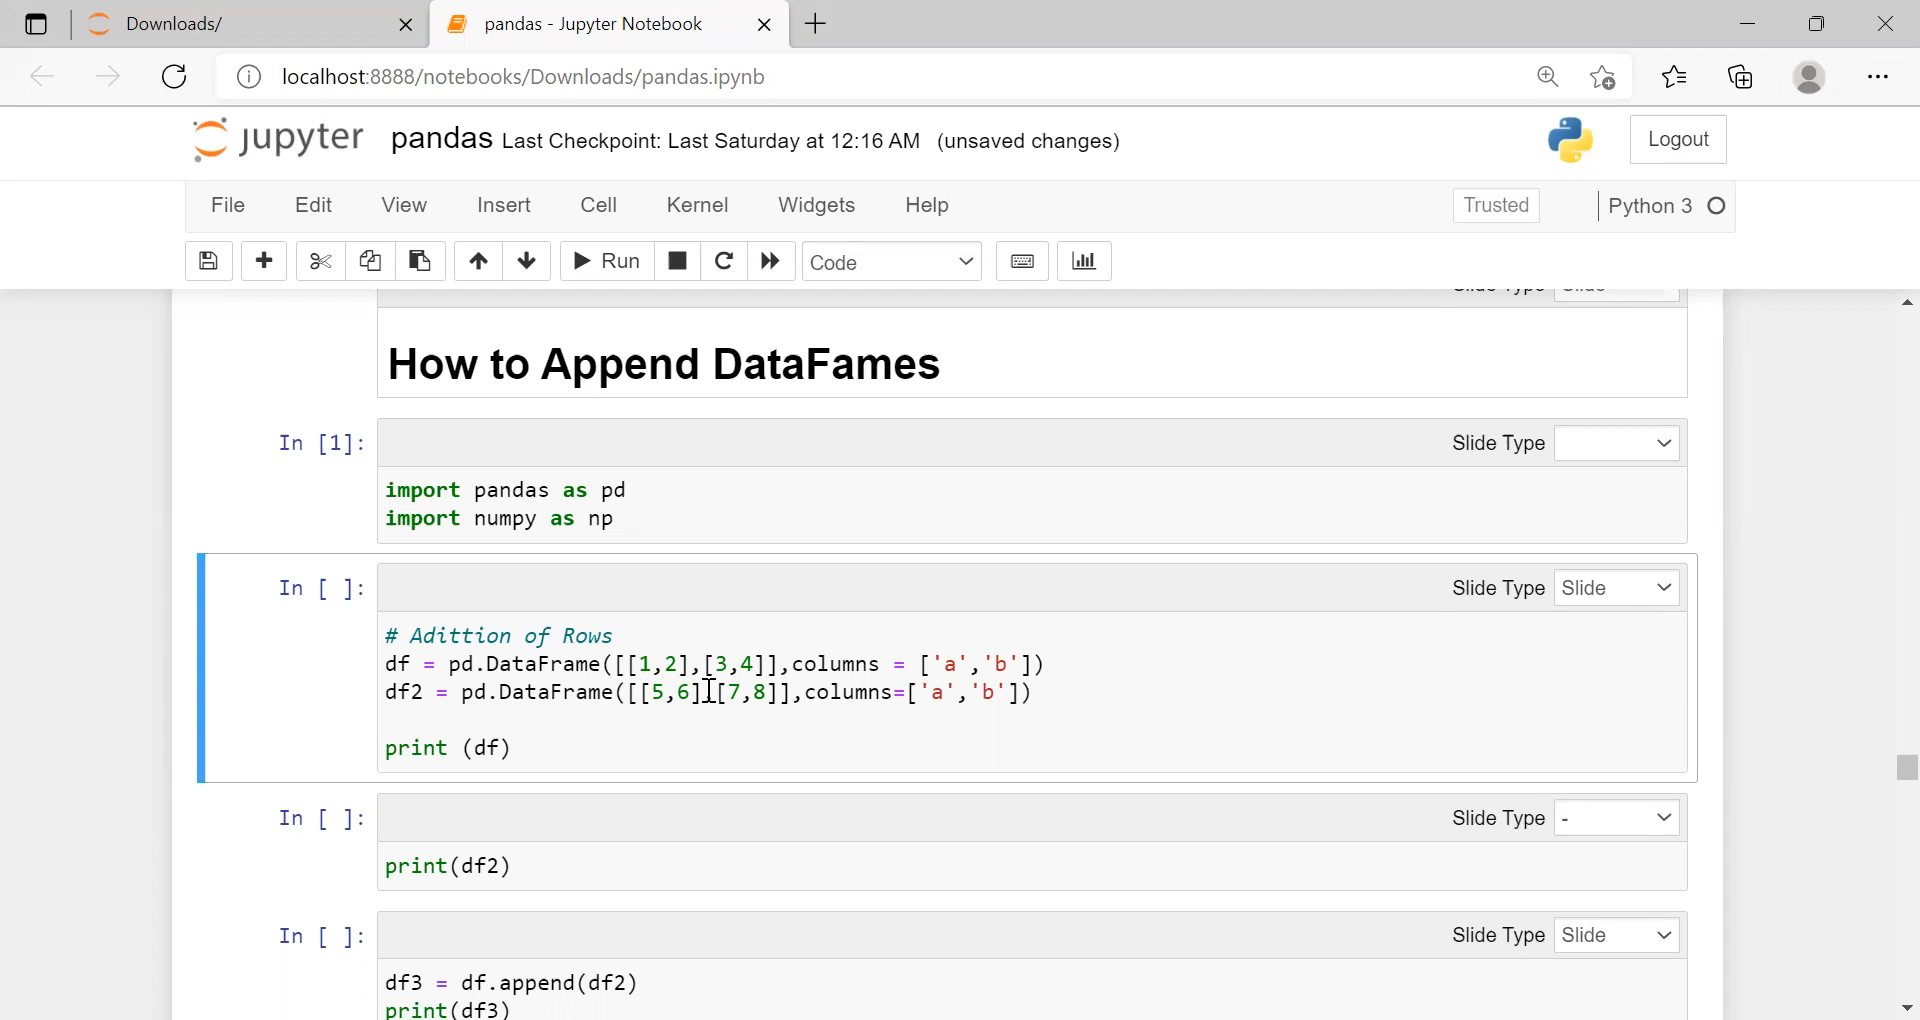 Downloads/
pandas - Jupyter Notebook
localhost:8888/notebooks/Downloads/pandas.ipynb
jupyter pandas Last Checkpoint: Last Saturday at 12:16 AM (unsaved changes)
Logout
File Edit View Insert Cell Kernel Widgets Help
Trusted
Python 3
Run
Code
Slide Type Slide
How to Append DataFames
In [1]:
Slide Type
import pandas as pd
import numpy as np
In [ ]:
Slide Type Slide
# Adittion of Rows
df = pd.DataFrame([[1,2],[3,4]],columns = ['a','b'])
df2 = pd.DataFrame([[5,6],[7,8]],columns=['a','b'])
print (df)
In [ ]:
Slide Type -
print(df2)
In [ ]:
Slide Type Slide
df3 = df.append(df2)
print(df3)